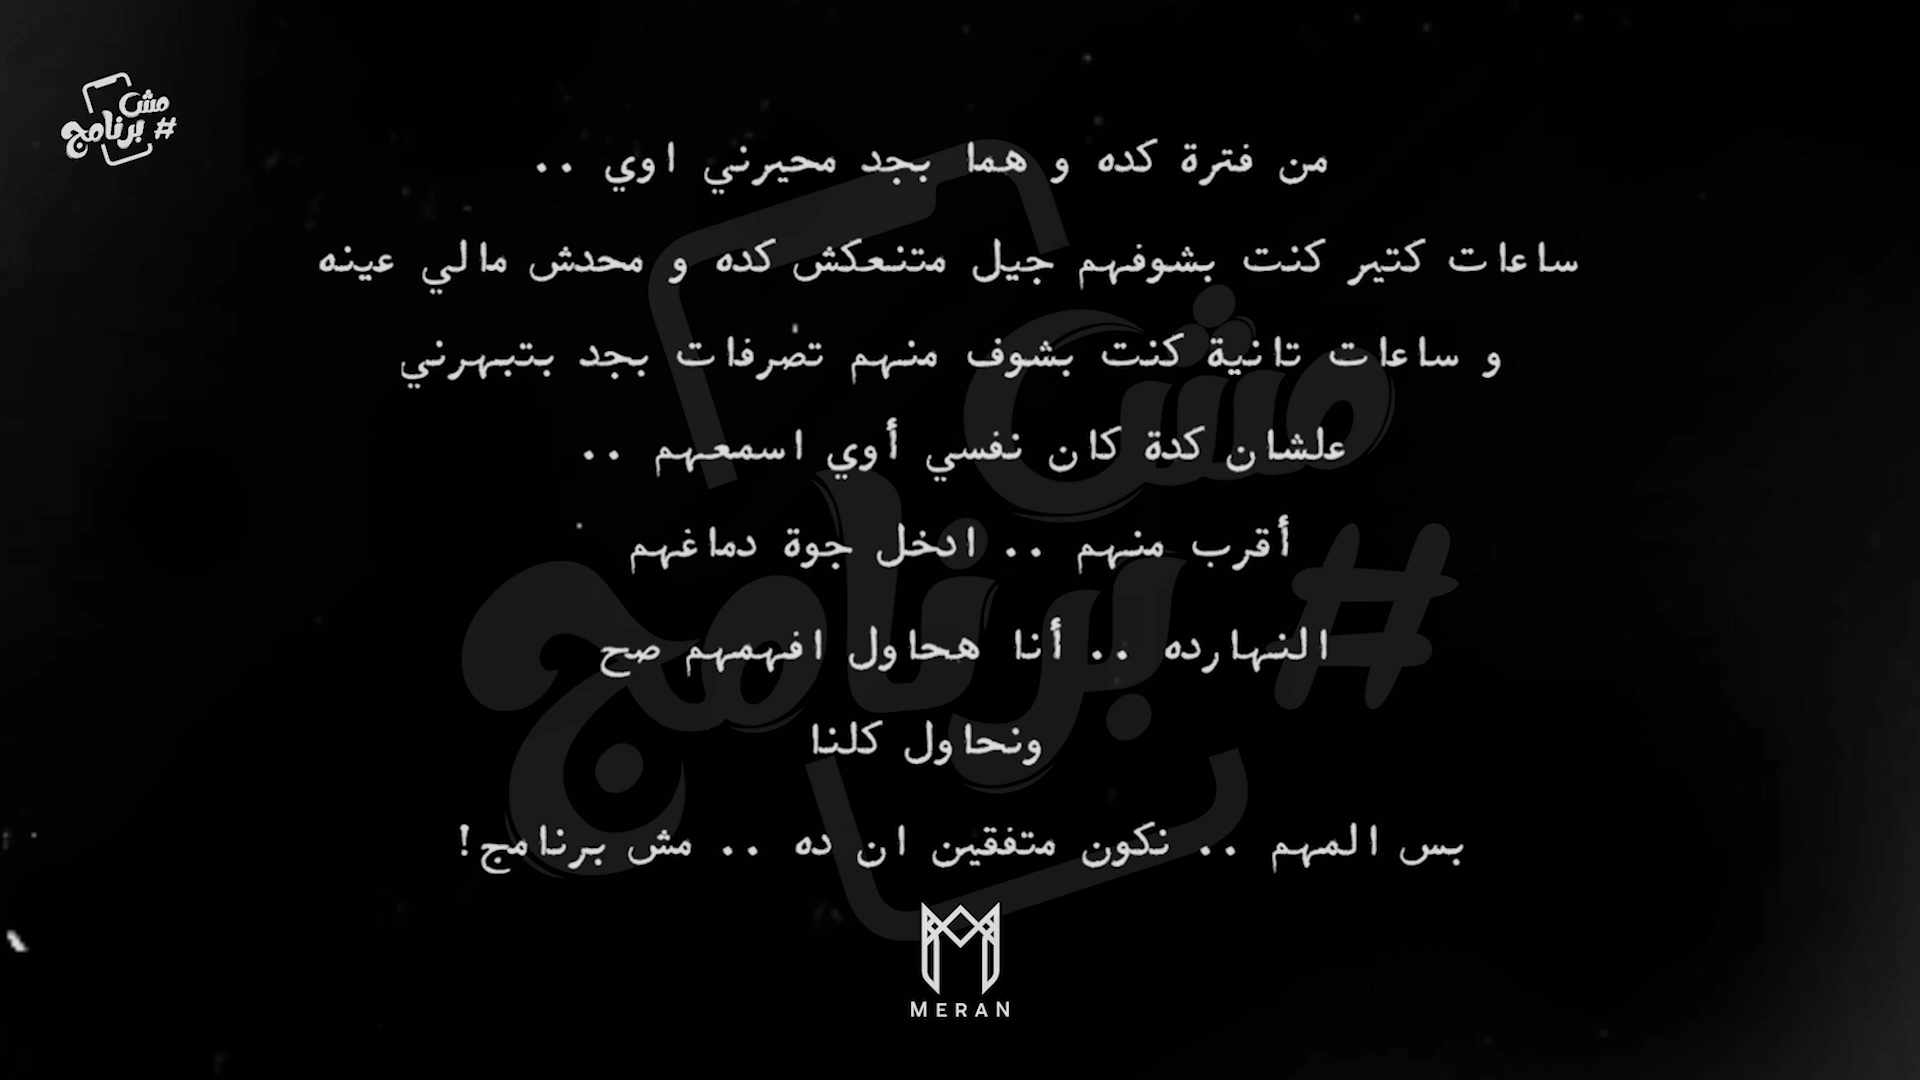 #مش
برنامج
من فترة كده و هما بجد محيرني اوي ..
ساعات كتير كنت بشوفهم جيل متنعكش كده و محدش مالي عينه
و ساعات تانية كنت بشوف منهم تصرفات بجد بتبهرني
علشان كدة كان نفسي أوي اسمعهم ..
أقرب منهم .. ادخل جوة دماغهم
النهارده .. أنا هحاول افهمهم صح
ونحاول كلنا
بس المهم .. نكون متفقين ان ده .. مش برنامج!
MERAN